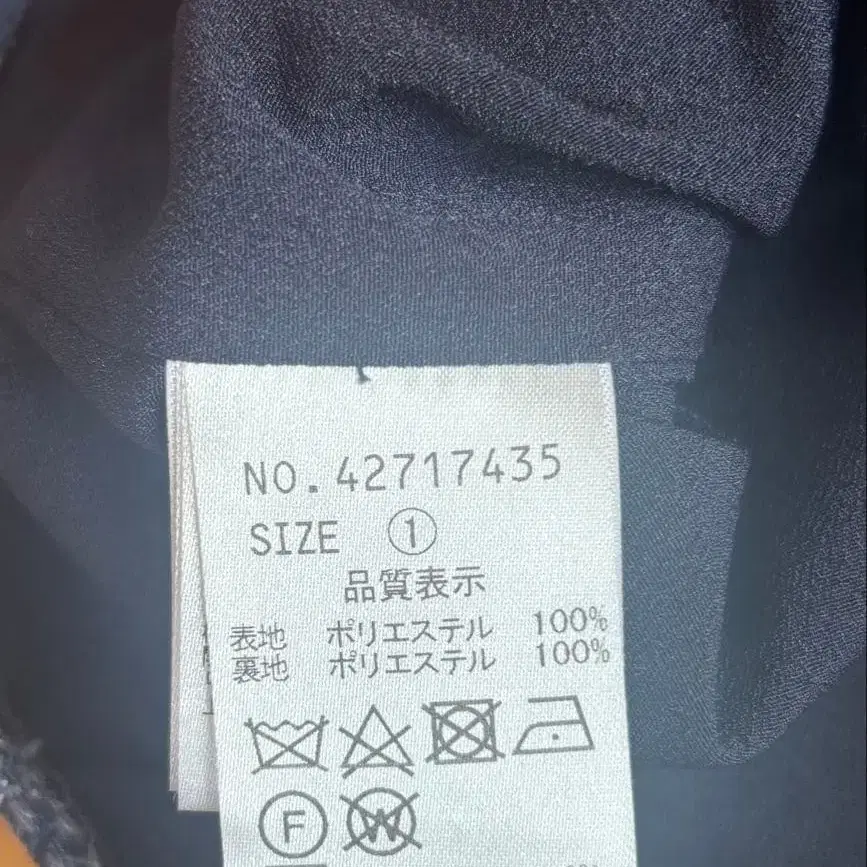 NO.42717435
SIZE ①
品質表示
表地 ポリエステル 100%
裏地 ポリエステル 100%
F
W